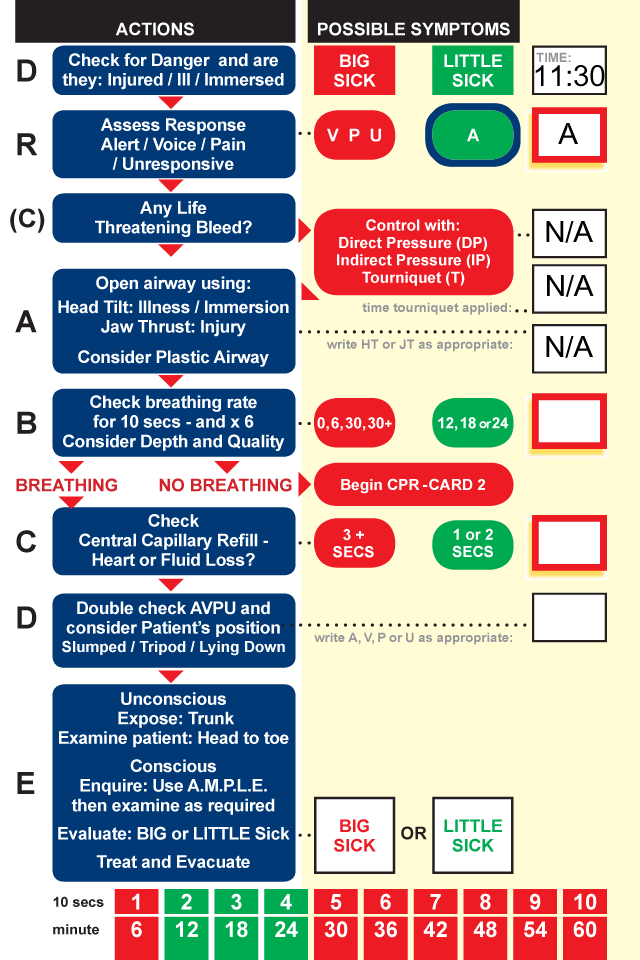 ACTIONS
POSSIBLE SYMPTOMS
D
Check for Danger and are
they: Injured / Ill / Immersed
BIG
SICK
LITTLE
SICK
TIME:
11:30
R
Assess Response
Alert / Voice / Pain
/ Unresponsive
V P U
A
A
(C)
Any Life
Threatening Bleed?
Control with:
Direct Pressure (DP)
Indirect Pressure (IP)
Tourniquet (T)
N/A
A
Open airway using:
Head Tilt: Illness / Immersion
Jaw Thrust: Injury
Consider Plastic Airway
time tourniquet applied:
N/A
write HT or JT as appropriate:
N/A
B
Check breathing rate
for 10 secs - and x 6
Consider Depth and Quality
0,6,30,30+
12,18 or 24
BREATHING
NO BREATHING
Begin CPR -CARD 2
C
Check
Central Capillary Refill -
Heart or Fluid Loss?
3 +
SECS
1 or 2
SECS
D
Double check AVPU and
consider Patient's position
Slumped / Tripod / Lying Down
write A, V, P or U as appropriate:
E
Unconscious
Expose: Trunk
Examine patient: Head to toe
Conscious
Enquire: Use A.M.P.L.E.
then examine as required
Evaluate: BIG or LITTLE Sick
Treat and Evacuate
BIG
SICK
OR
LITTLE
SICK
10 secs 1 2 3 4 5 6 7 8 9 10
minute 6 12 18 24 30 36 42 48 54 60